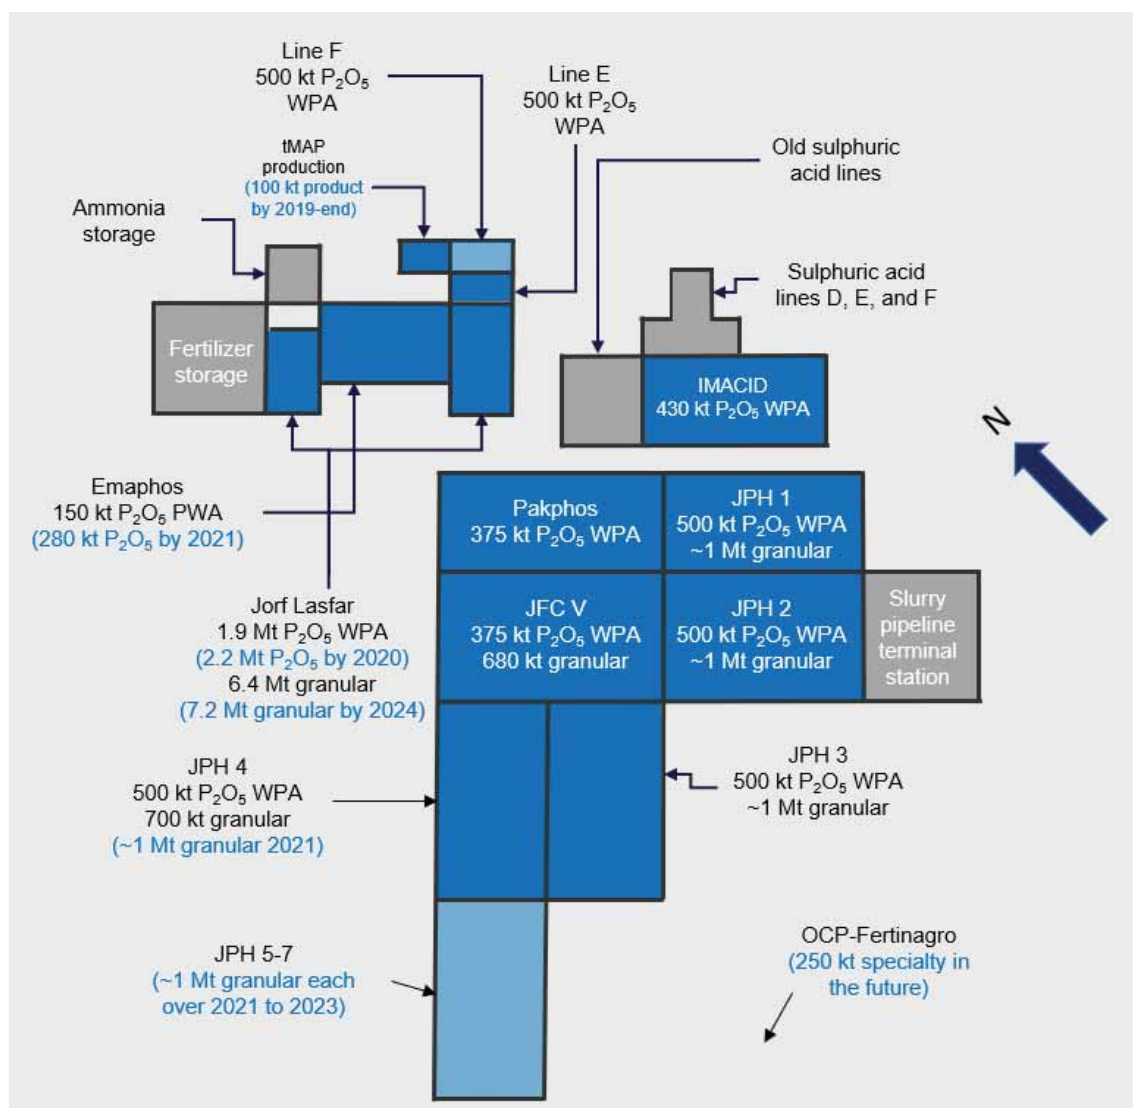 Line F
500 kt P₂O₅
WPA
Line E
500 kt P₂O₅
WPA
tMAP
production
(100 kt product
by 2019-end)
Old sulphuric
acid lines
Ammonia
storage
Sulphuric acid
lines D, E, and F
Fertilizer
storage
IMACID
430 kt P₂O₅ WPA
N
Emaphos
150 kt P₂O₅ PWA
(280 kt P₂O₅ by 2021)
Pakphos
375 kt P₂O₅ WPA
JPH 1
500 kt P₂O₅ WPA
~1 Mt granular
Jorf Lasfar
1.9 Mt P₂O₅ WPA
(2.2 Mt P₂O₅ by 2020)
6.4 Mt granular
(7.2 Mt granular by 2024)
JFC V
375 kt P₂O₅ WPA
680 kt granular
JPH 2
500 kt P₂O₅ WPA
~1 Mt granular
Slurry
pipeline
terminal
station
JPH 4
500 kt P₂O₅ WPA
700 kt granular
(~1 Mt granular 2021)
JPH 3
500 kt P₂O₅ WPA
~1 Mt granular
JPH 5-7
(~1 Mt granular each
over 2021 to 2023)
OCP-Fertinagro
(250 kt specialty in
the future)